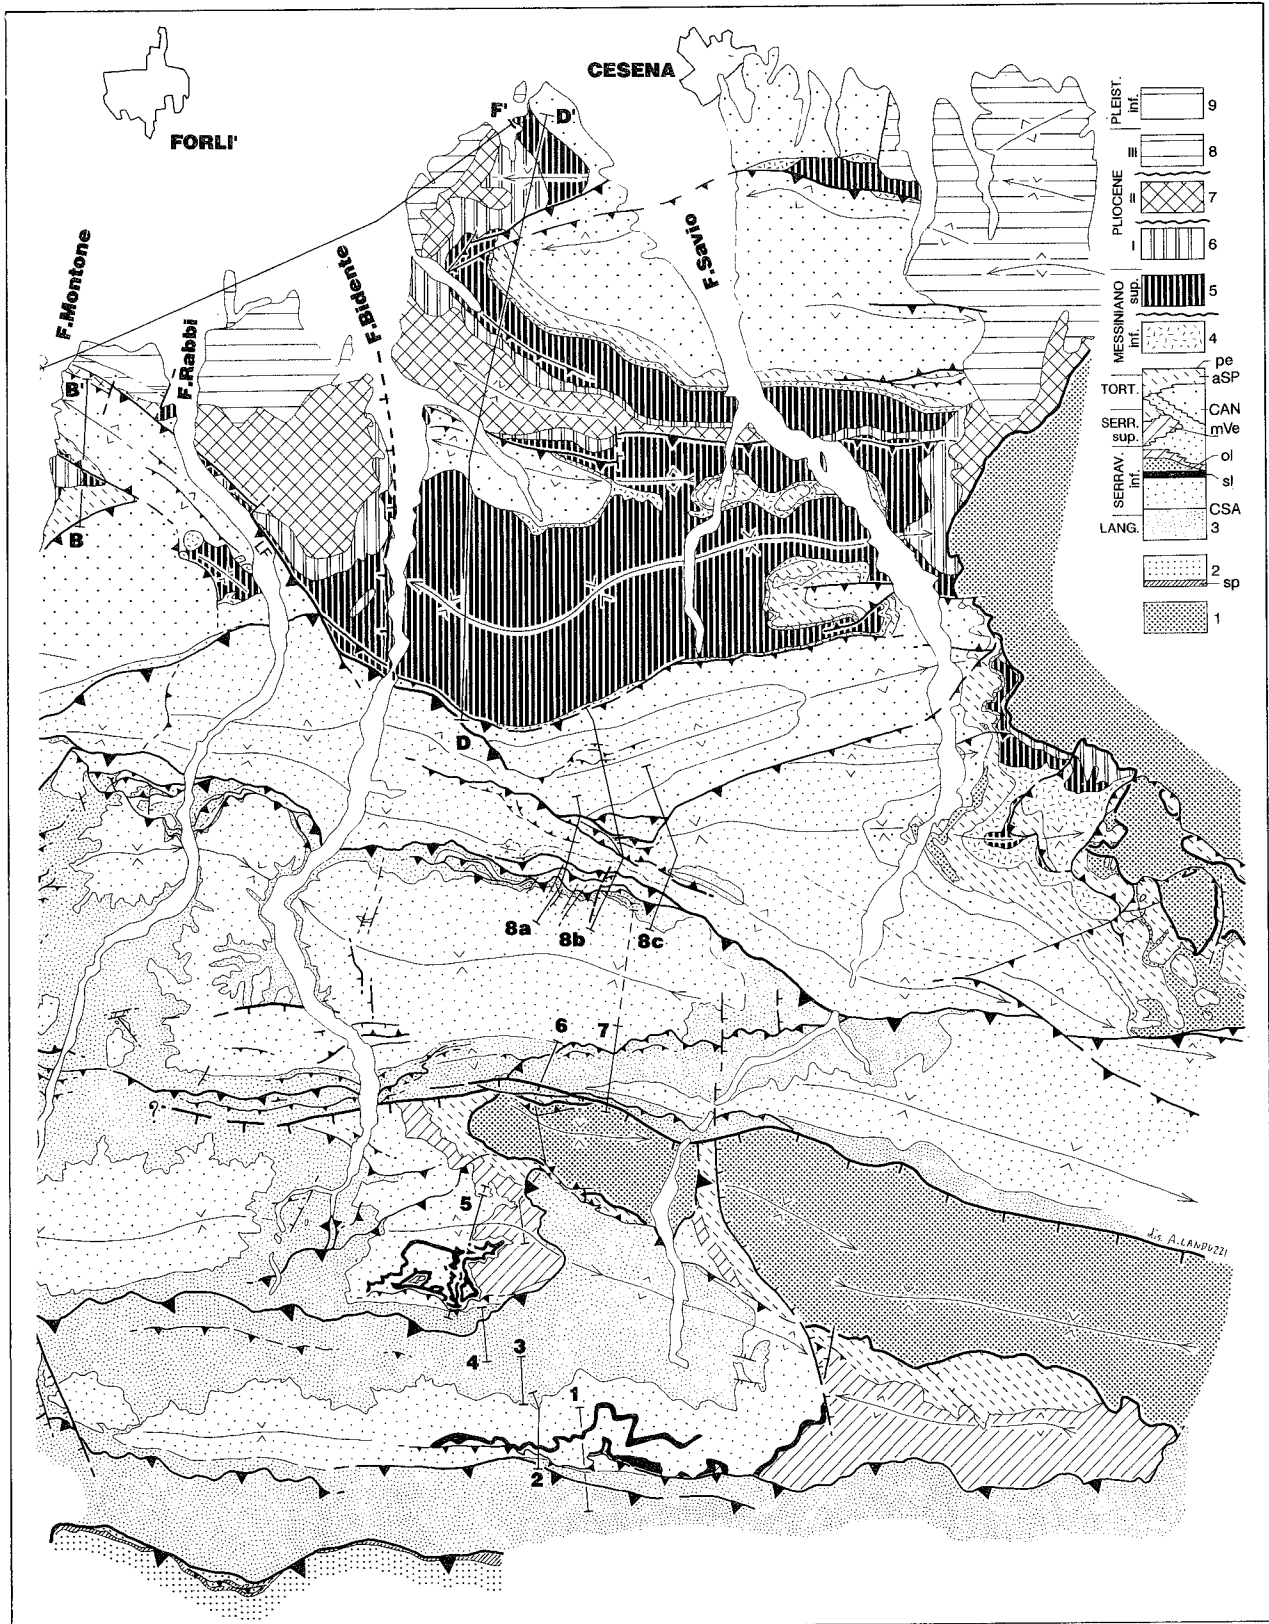 CESENA
FORLI'
F'
D'
F.Montone
F.Rabbi
F.Bidente
F.Savio
B'
B
LF
D
8a
8b
8c
6
7
?
5
4
3
1
2
dis. A.LANDUZZI
PLEIST.
inf.
9
PLIOCENE
III
8
II
7
I
6
MESSINIANO
sup.
5
inf.
4
pe
TORT.
aSP
CAN
SERR.
sup.
mVe
SERRAV.
inf.
ol
sl
CSA
LANG.
3
2
sp
1